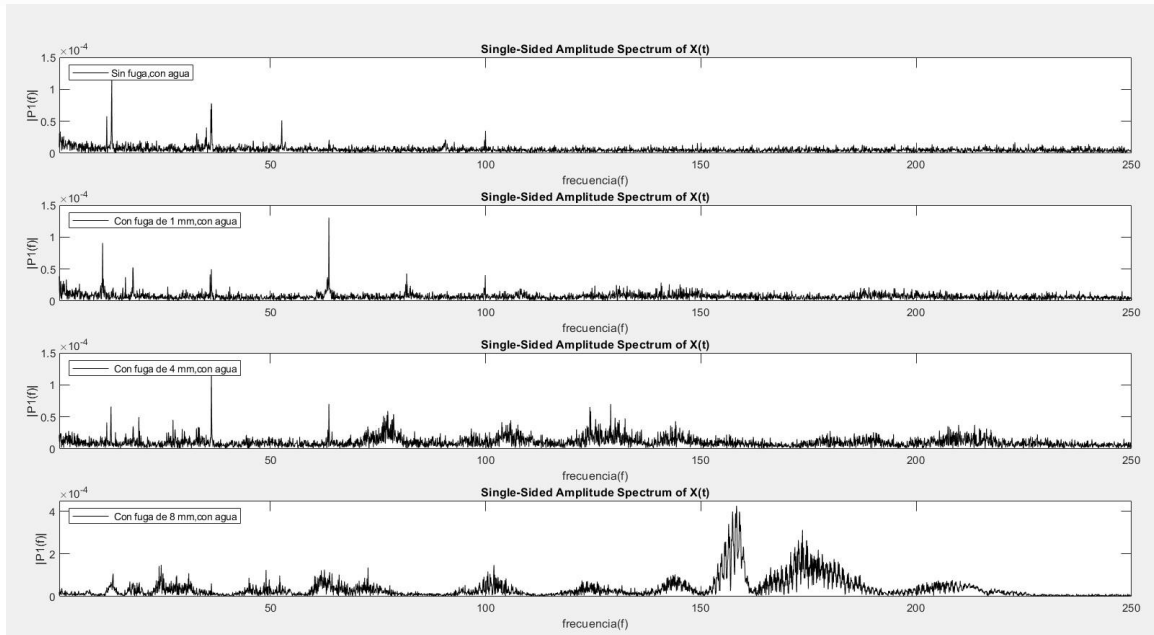 Single-Sided Amplitude Spectrum of X(t)
×10⁻⁴
1.5
1
0.5
0
|P1(f)|
Sin fuga,con agua
50
100
150
200
250
frecuencia(f)
Single-Sided Amplitude Spectrum of X(t)
×10⁻⁴
1.5
1
0.5
0
|P1(f)|
Con fuga de 1 mm,con agua
50
100
150
200
250
frecuencia(f)
Single-Sided Amplitude Spectrum of X(t)
×10⁻⁴
1.5
1
0.5
0
|P1(f)|
Con fuga de 4 mm,con agua
50
100
150
200
250
frecuencia(f)
Single-Sided Amplitude Spectrum of X(t)
×10⁻⁴
4
2
0
|P1(f)|
Con fuga de 8 mm,con agua
50
100
150
200
250
frecuencia(f)